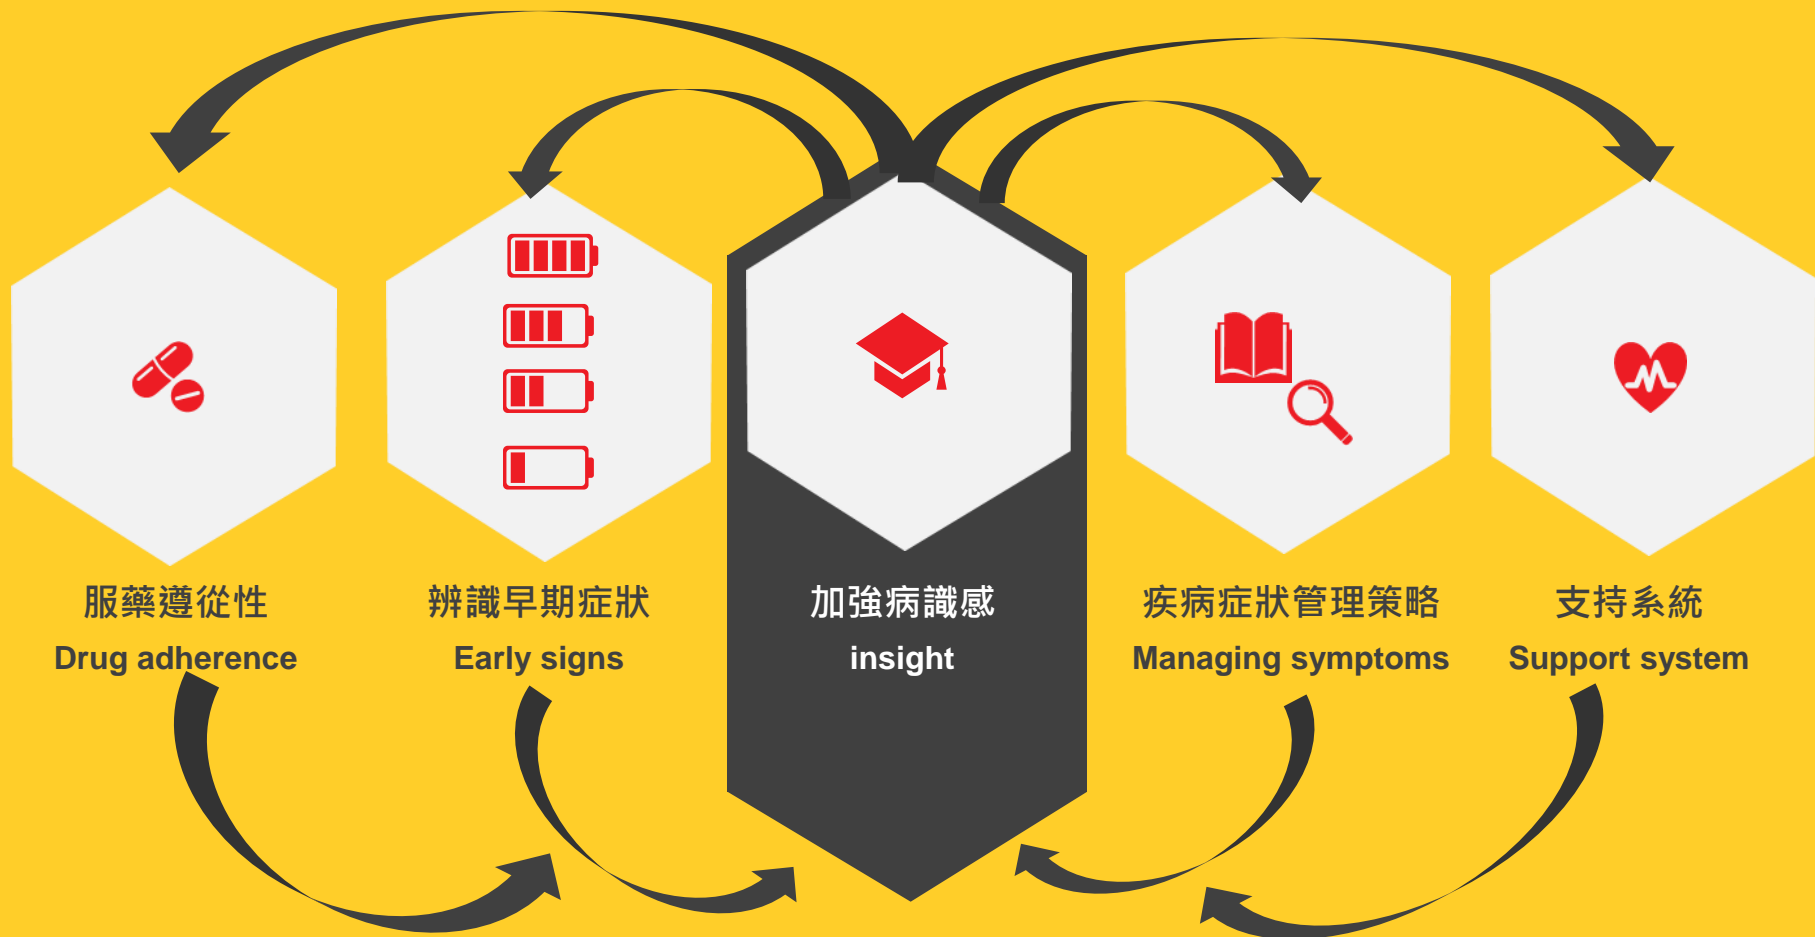 服藥遵從性
Drug adherence
辨識早期症狀
Early signs
加強病識感
insight
疾病症狀管理策略
Managing symptoms
支持系統
Support system